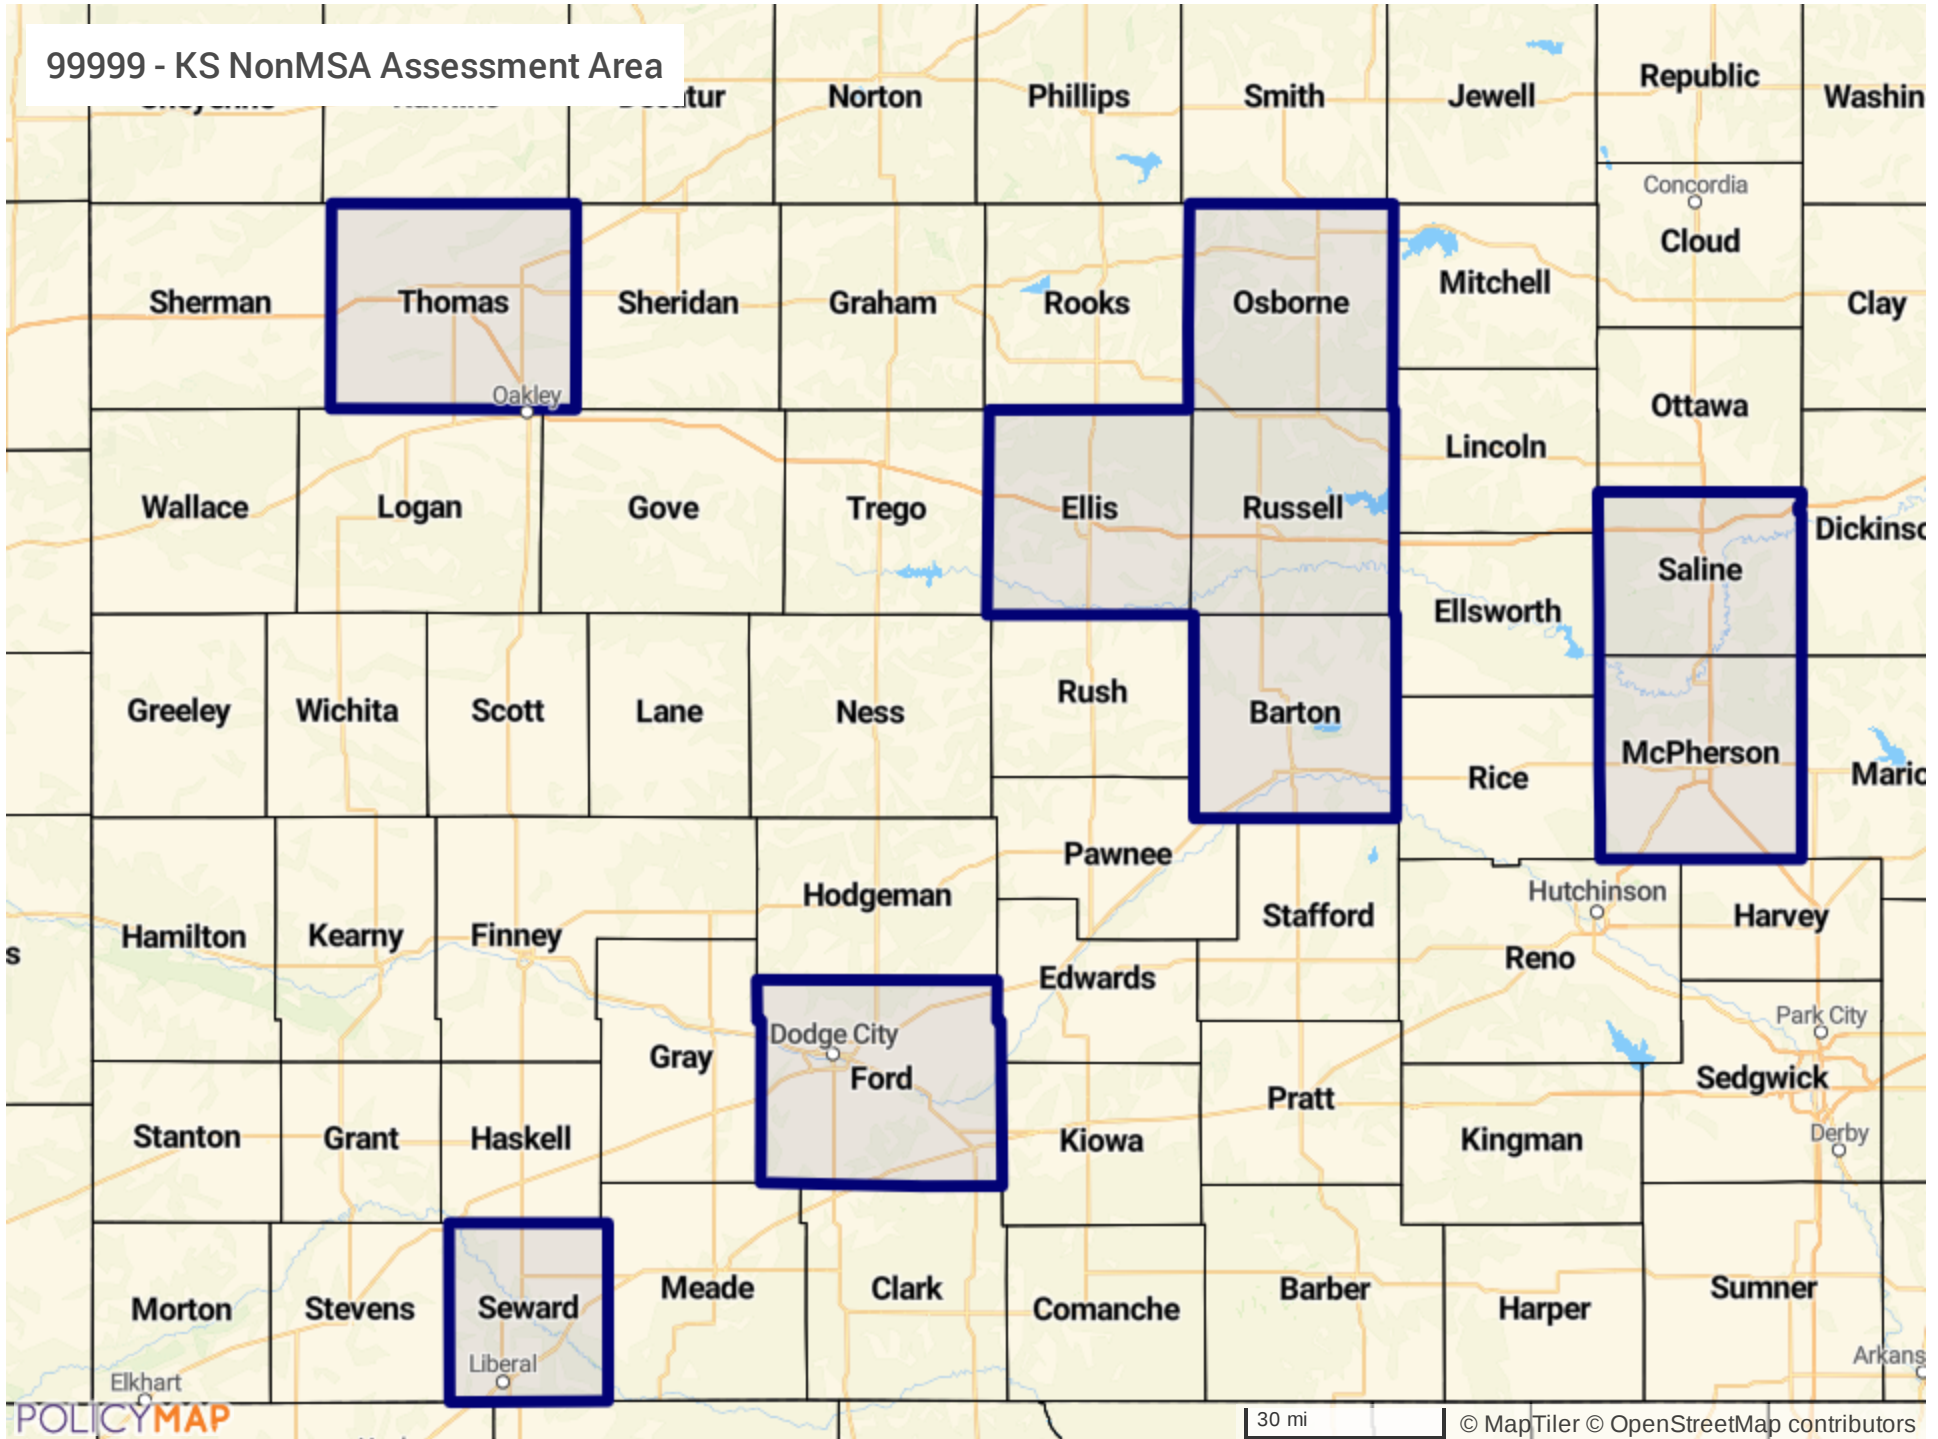 99999 - KS NonMSA Assessment Area
Norton
Phillips
Smith
Jewell
Republic
Washin
Concordia
Cloud
Sherman
Thomas
Sheridan
Graham
Rooks
Osborne
Mitchell
Clay
Oakley
Ottawa
Lincoln
Wallace
Logan
Gove
Trego
Ellis
Russell
Dickinso
Saline
Ellsworth
Greeley
Wichita
Scott
Lane
Ness
Rush
Barton
McPherson
Rice
Mario
Pawnee
Hodgeman
Hutchinson
Stafford
Harvey
Hamilton
Kearny
Finney
s
Reno
Edwards
Park City
Dodge City
Gray
Ford
Sedgwick
Pratt
Derby
Stanton
Grant
Haskell
Kiowa
Kingman
Meade
Clark
Barber
Sumner
Morton
Stevens
Seward
Comanche
Harper
Liberal
Arkans
Elkhart
POLICYMAP
30 mi
© MapTiler © OpenStreetMap contributors